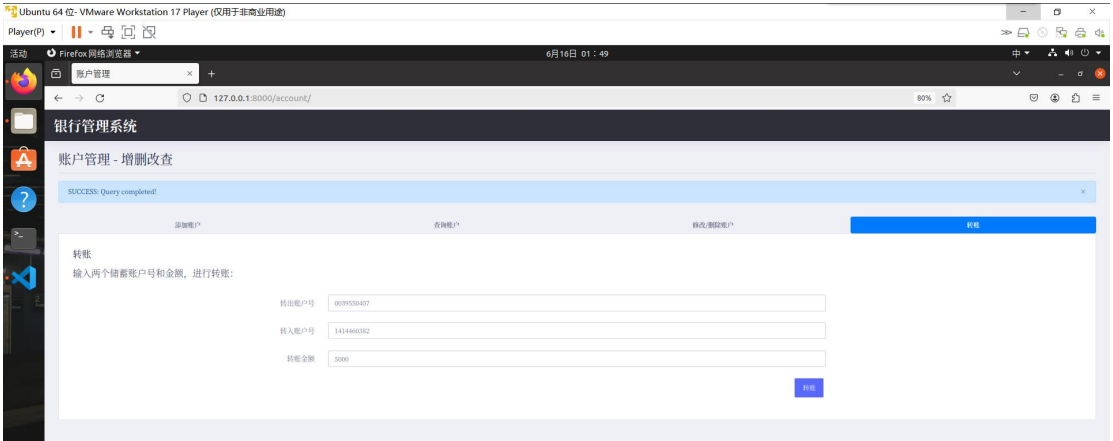 Ubuntu 64 位- VMware Workstation 17 Player (仅用于非商业用途)
Player(P)
活动 Firefox 网络浏览器 6月16日 01：49 中
账户管理
127.0.0.1:8000/account/ 80%
银行管理系统
账户管理 - 增删改查
SUCCESS: Query completed!
添加账户 查询账户 修改/删除账户 转账
转账
输入两个储蓄账户号和金额，进行转账：
转出账户号 0039550407
转入账户号 1414460382
转账金额 5000
转账